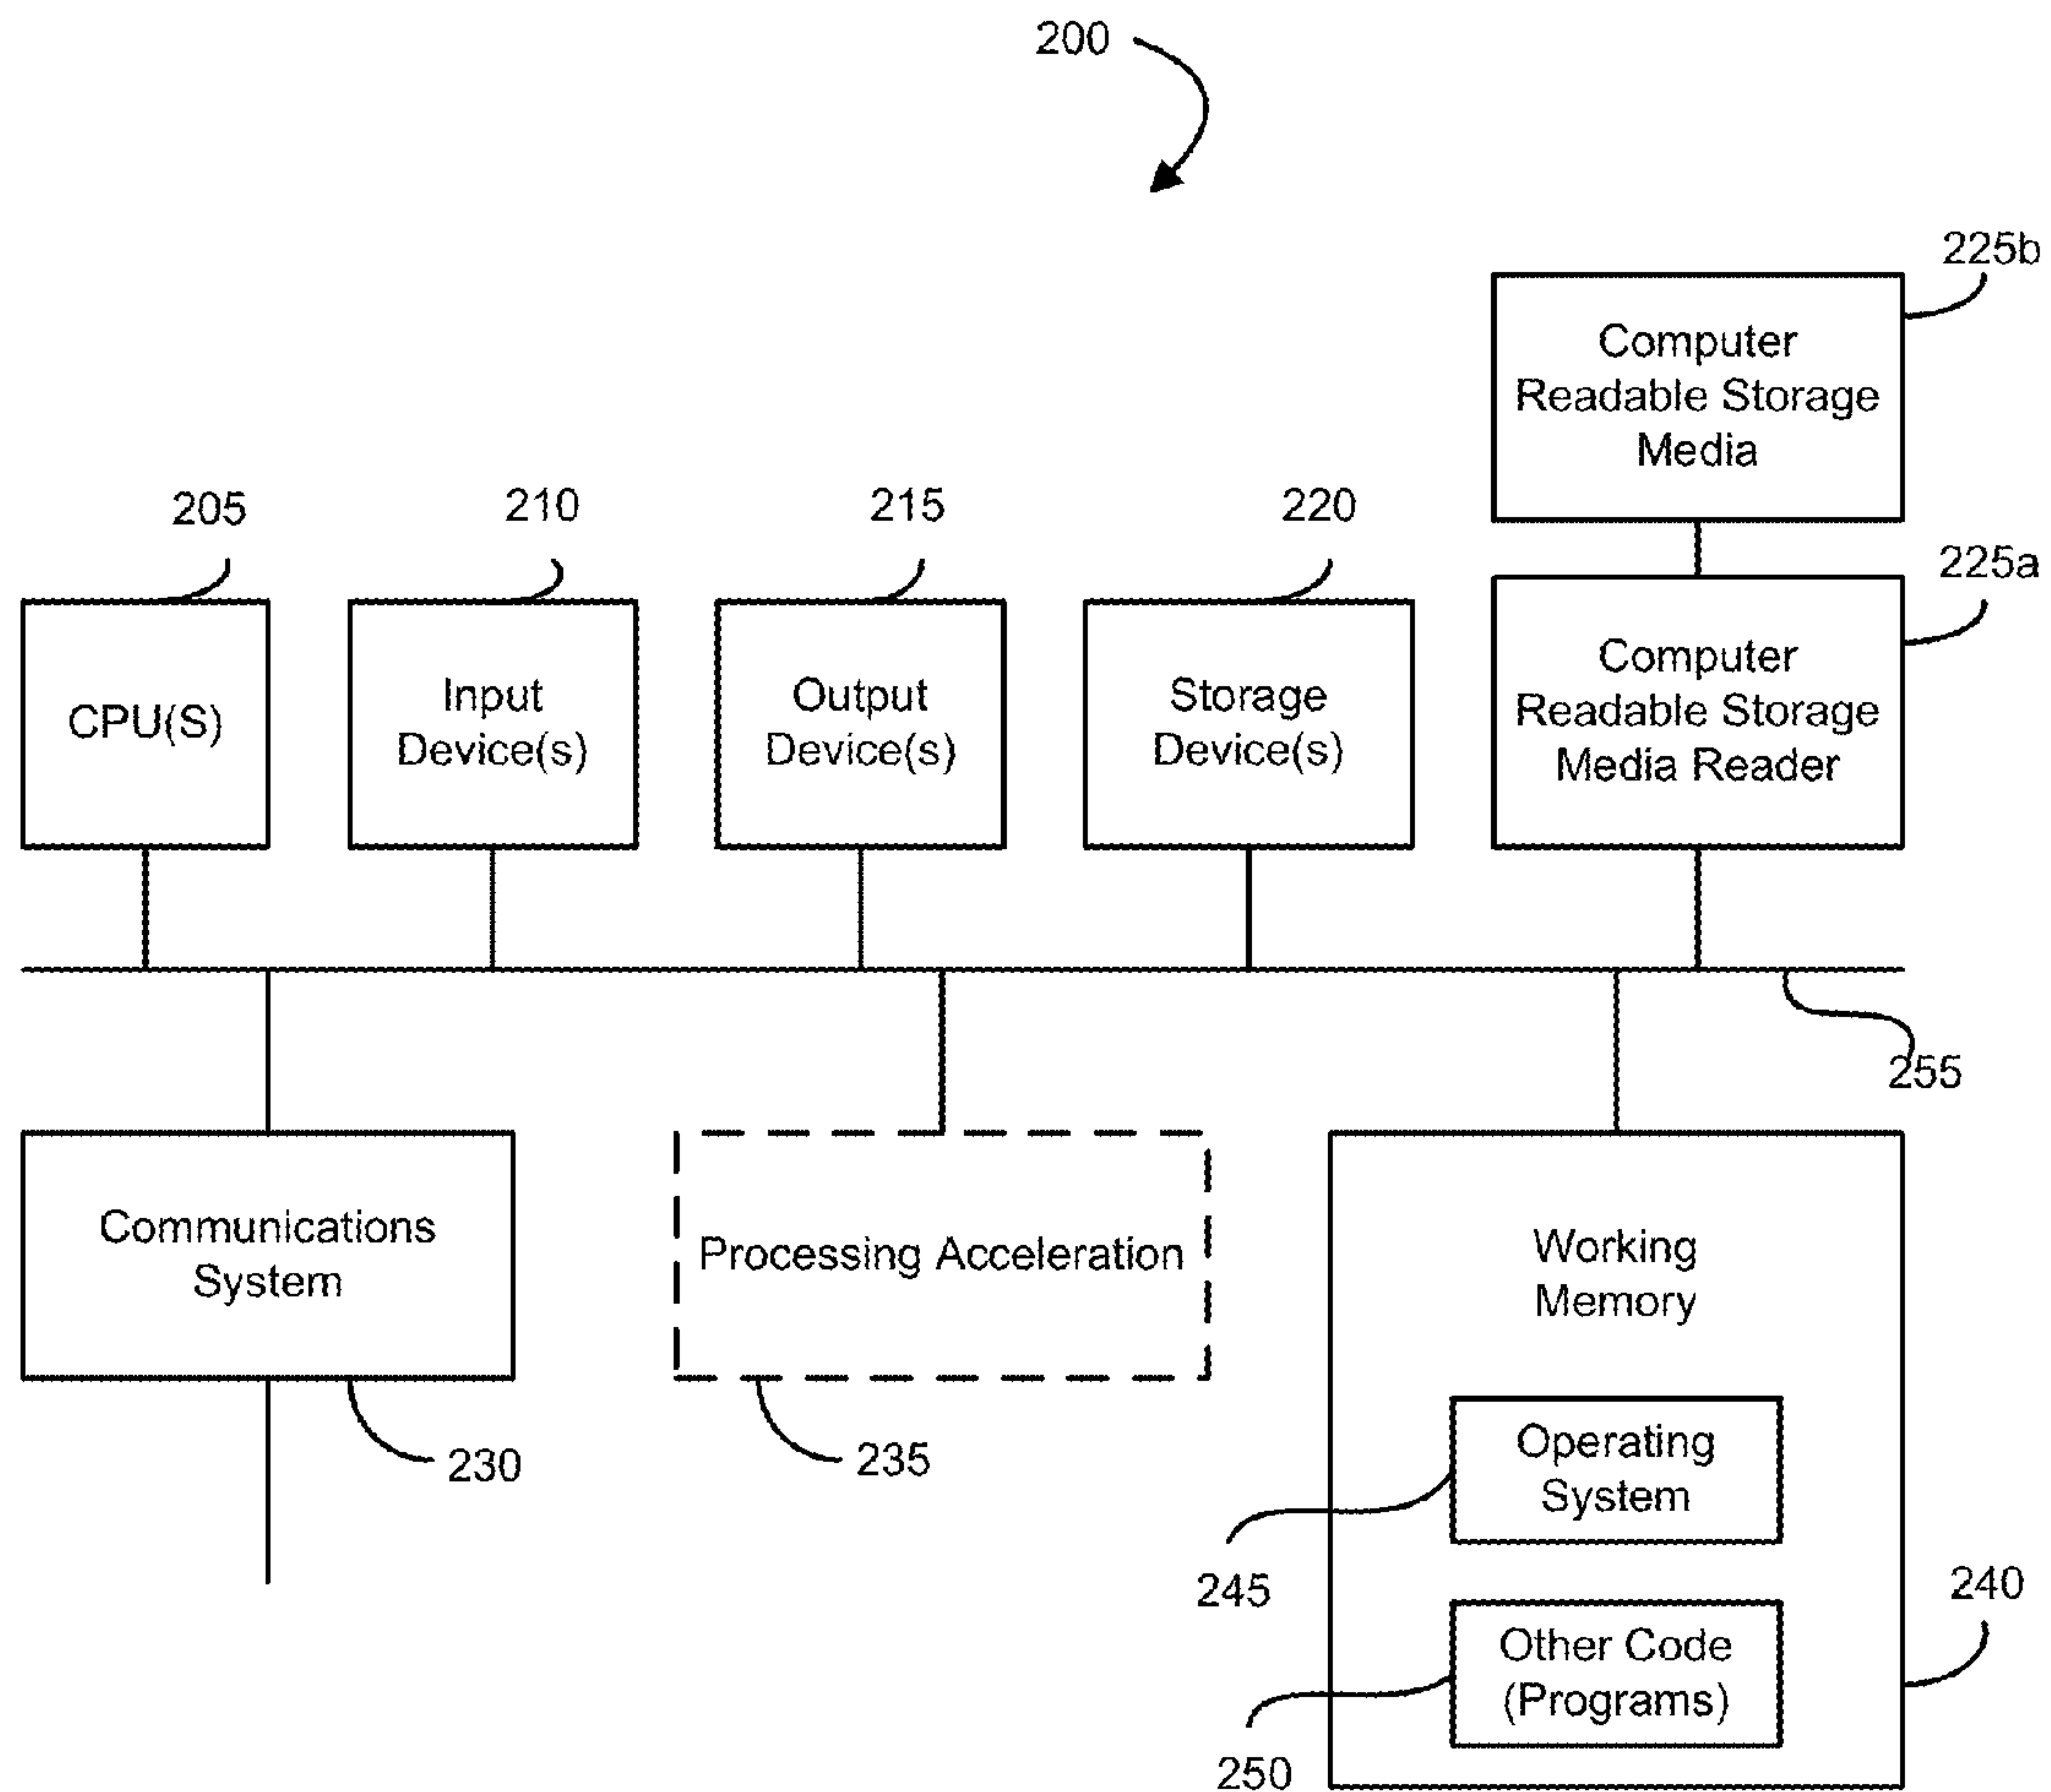 200
225b
Computer
Readable Storage
Media
205
210
215
220
225a
CPU(S)
Input
Device(s)
Output
Device(s)
Storage
Device(s)
Computer
Readable Storage
Media Reader
255
Communications
System
Processing Acceleration
Working
Memory
230
235
Operating
System
245
240
Other Code
(Programs)
250